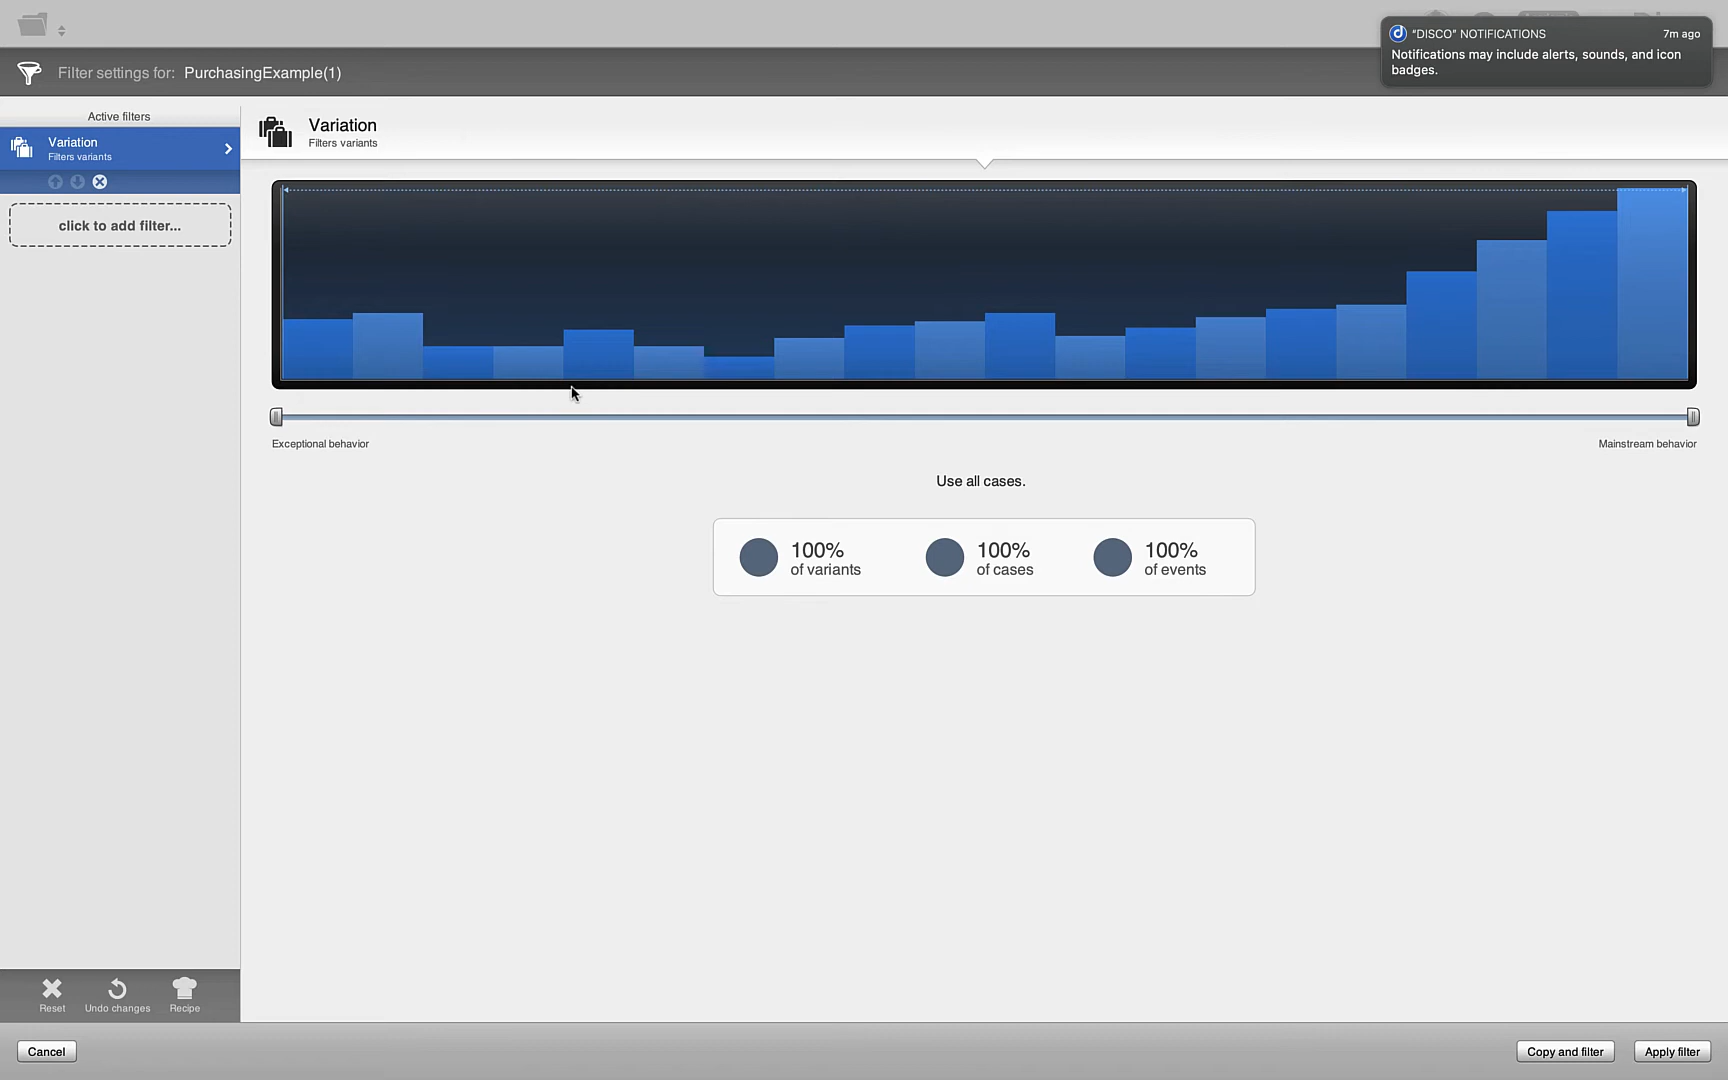 "DISCO" NOTIFICATIONS 7m ago
Notifications may include alerts, sounds, and icon
badges.
Filter settings for: PurchasingExample(1)
Active filters
Variation
Filters variants
click to add filter...
Variation
Filters variants
Exceptional behavior
Mainstream behavior
Use all cases.
100%
of variants
100%
of cases
100%
of events
Reset
Undo changes
Recipe
Cancel
Copy and filter
Apply filter